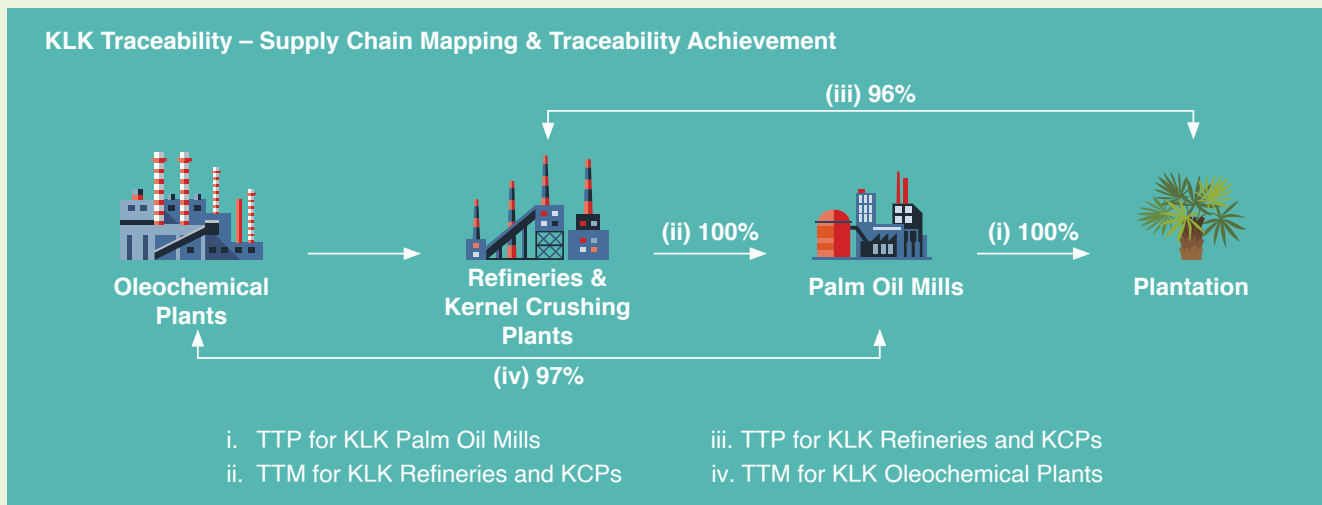 KLK Traceability – Supply Chain Mapping & Traceability Achievement
(iii) 96%
(ii) 100%
(i) 100%
Oleochemical
Plants
Refineries &
Kernel Crushing
Plants
Palm Oil Mills
Plantation
(iv) 97%
i. TTP for KLK Palm Oil Mills
ii. TTM for KLK Refineries and KCPs
iii. TTP for KLK Refineries and KCPs
iv. TTM for KLK Oleochemical Plants